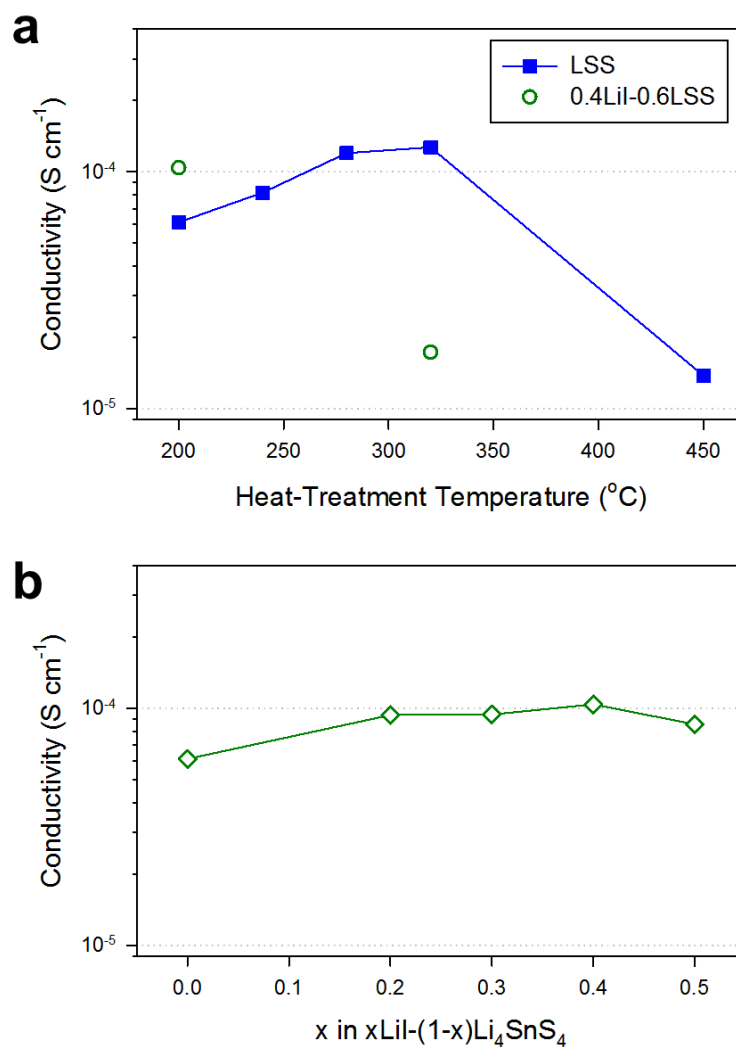 a
LSS
0.4LiI-0.6LSS
Conductivity (S cm⁻¹)
10⁻⁴
10⁻⁵
200 250 300 350 400 450
Heat-Treatment Temperature (°C)
b
Conductivity (S cm⁻¹)
10⁻⁴
10⁻⁵
0.0 0.1 0.2 0.3 0.4 0.5
x in xLiI-(1-x)Li₄SnS₄